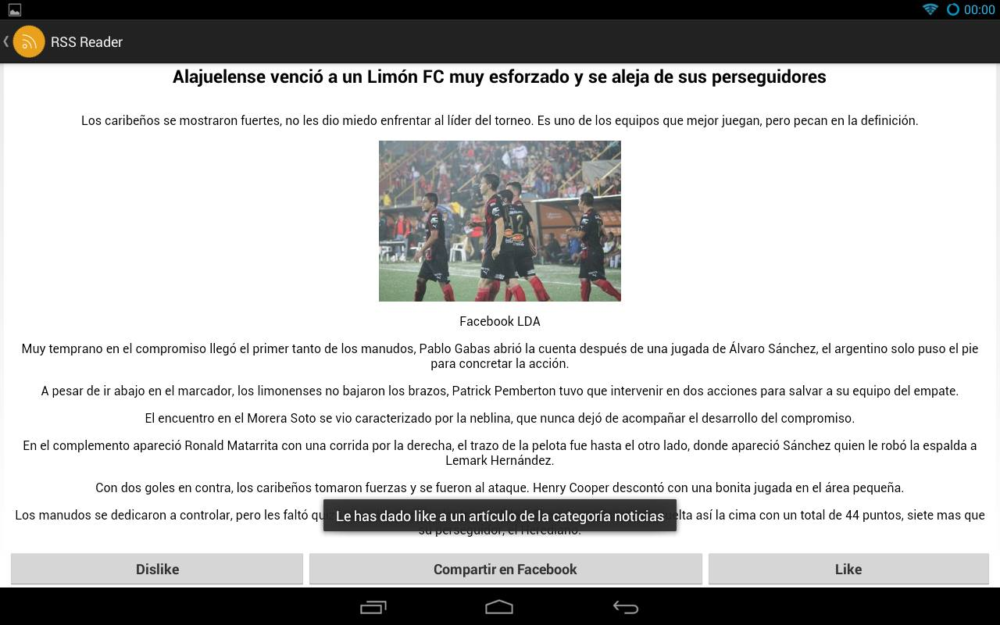 00:00
RSS Reader
Alajuelense venció a un Limón FC muy esforzado y se aleja de sus perseguidores
Los caribeños se mostraron fuertes, no les dio miedo enfrentar al líder del torneo. Es uno de los equipos que mejor juegan, pero pecan en la definición.
12
Facebook LDA
Muy temprano en el compromiso llegó el primer tanto de los manudos, Pablo Gabas abrió la cuenta después de una jugada de Álvaro Sánchez, el argentino solo puso el pie
para concretar la acción.
A pesar de ir abajo en el marcador, los limonenses no bajaron los brazos, Patrick Pemberton tuvo que intervenir en dos acciones para salvar a su equipo del empate.
El encuentro en el Morera Soto se vio caracterizado por la neblina, que nunca dejó de acompañar el desarrollo del compromiso.
En el complemento apareció Ronald Matarrita con una corrida por la derecha, el trazo de la pelota fue hasta el otro lado, donde apareció Sánchez quien le robó la espalda a
Lemark Hernández.
Con dos goles en contra, los caribeños tomaron fuerzas y se fueron al ataque. Henry Cooper descontó con una bonita jugada en el área pequeña.
Los manudos se dedicaron a controlar, pero les faltó así la cima con un total de 44 puntos, siete mas que
su perseguidor, el Herediano.
Le has dado like a un artículo de la categoría noticias
Dislike
Compartir en Facebook
Like